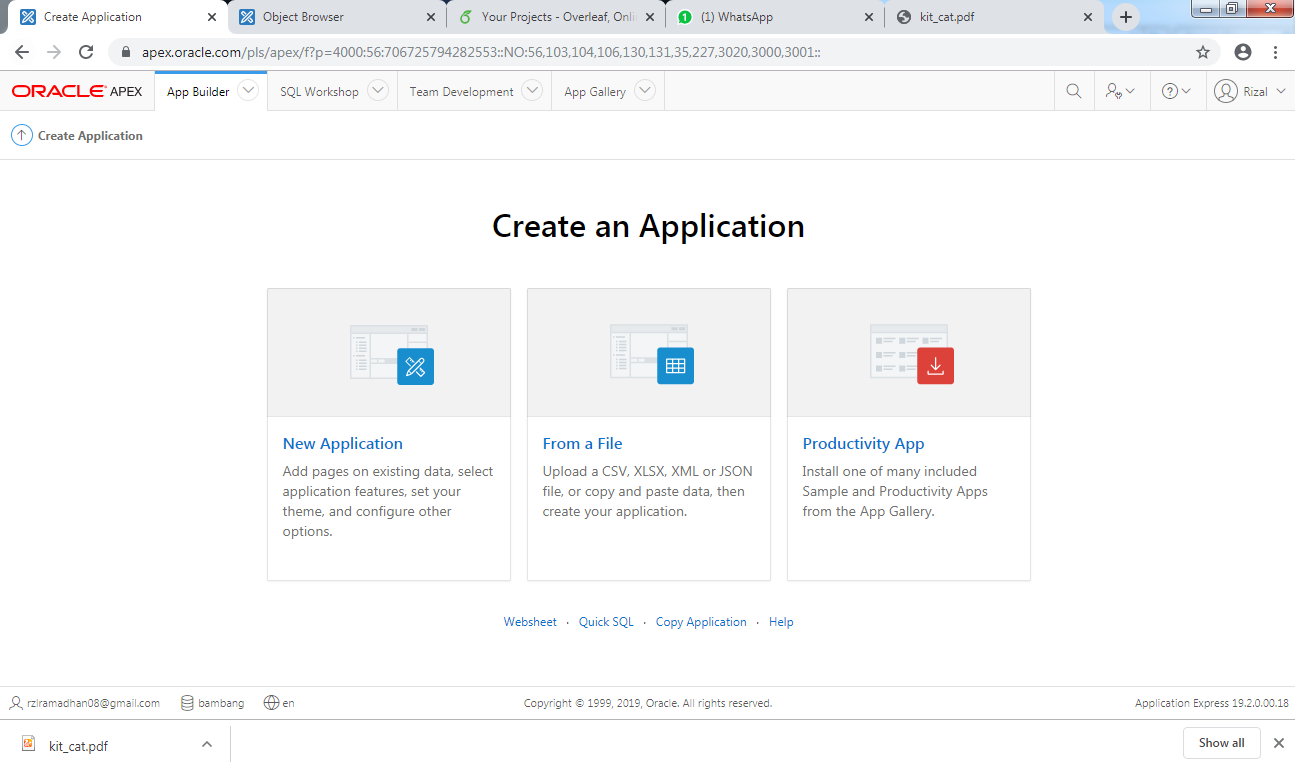 Create Application
Object Browser
Your Projects - Overleaf, Onli
(1) WhatsApp
kit_cat.pdf
apex.oracle.com/pls/apex/f?p=4000:56:706725794282553::NO:56,103,104,106,130,131,35,227,3020,3000,3001::
ORACLE APEX
App Builder
SQL Workshop
Team Development
App Gallery
Rizal
Create Application
Create an Application
New Application
Add pages on existing data, select
application features, set your
theme, and configure other
options.
From a File
Upload a CSV, XLSX, XML or JSON
file, or copy and paste data, then
create your application.
Productivity App
Install one of many included
Sample and Productivity Apps
from the App Gallery.
Websheet · Quick SQL · Copy Application · Help
rzlramadhan08@gmail.com
bambang
en
Copyright © 1999, 2019, Oracle. All rights reserved.
Application Express 19.2.0.00.18
kit_cat.pdf
Show all